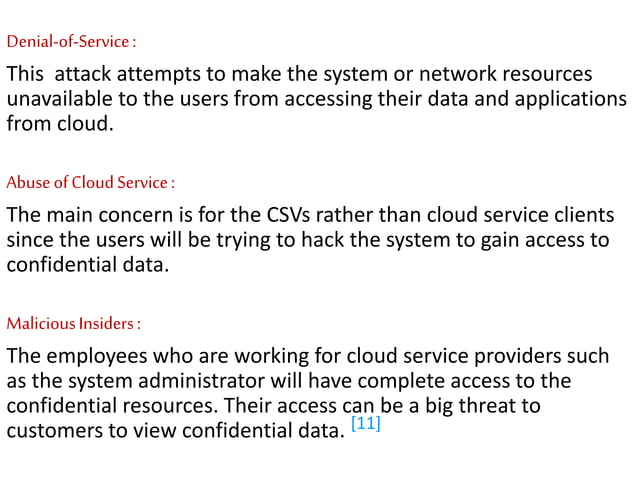 Denial-of-Service :
This  attack attempts to make the system or network resources
unavailable to the users from accessing their data and applications
from cloud.
Abuse of Cloud Service :
The main concern is for the CSVs rather than cloud service clients
since the users will be trying to hack the system to gain access to
confidential data.
Malicious Insiders :
The employees who are working for cloud service providers such
as the system administrator will have complete access to the
confidential resources. Their access can be a big threat to
customers to view confidential data. [11]